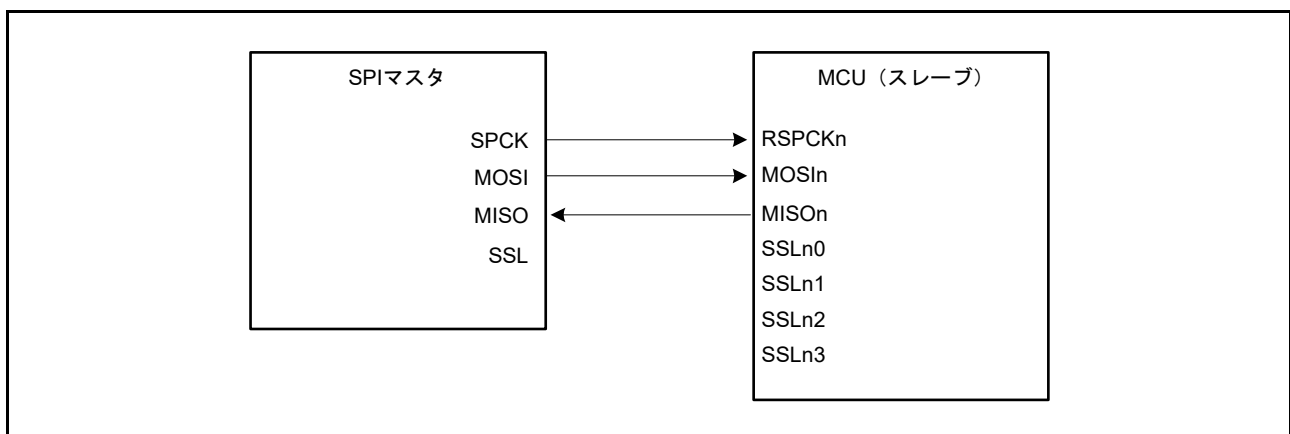 SPIマスタ
SPCK
MOSI
MISO
SSL
MCU（スレーブ）
RSPCKn
MOSIn
MISOn
SSLn0
SSLn1
SSLn2
SSLn3